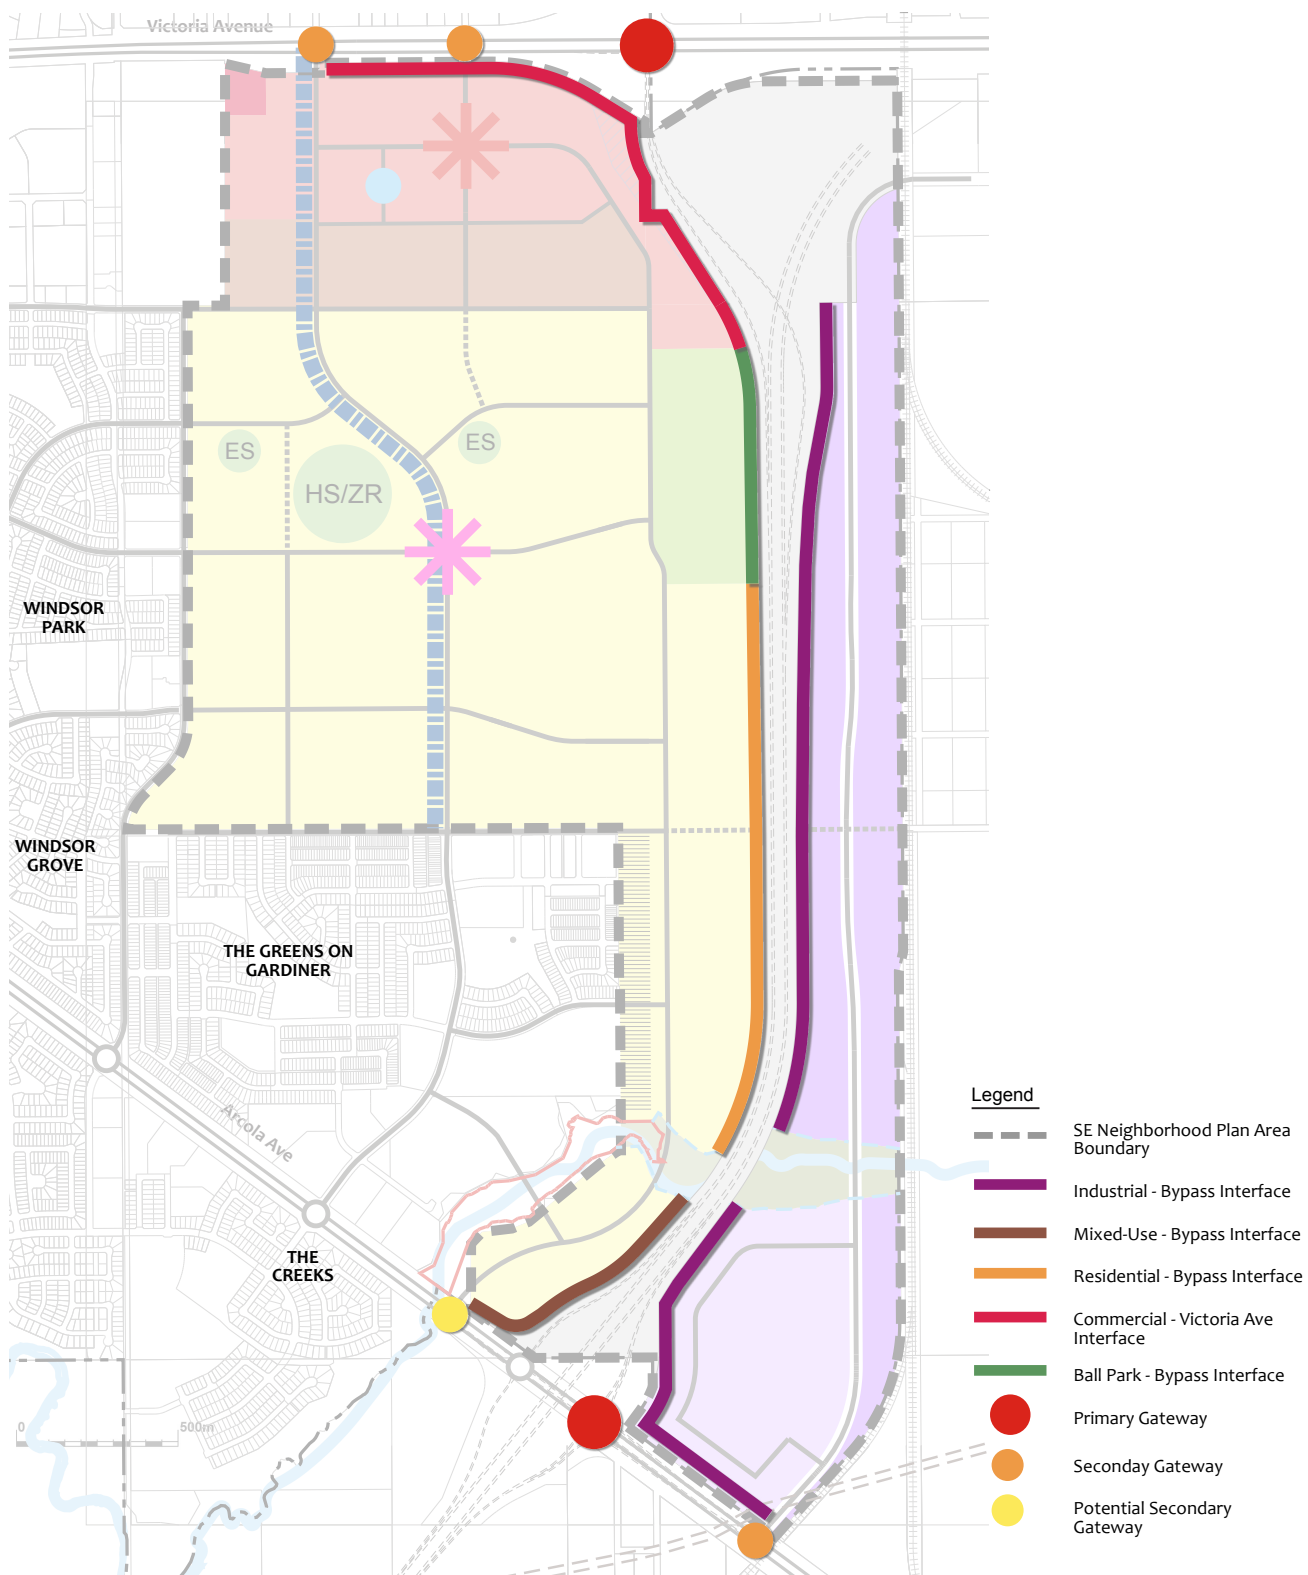 Victoria Avenue
ES
ES
HS/ZR
WINDSOR
PARK
WINDSOR
GROVE
THE GREENS ON
GARDINER
Arcola Ave
THE
CREEKS
0
500m
Legend
SE Neighborhood Plan Area
Boundary
Industrial - Bypass Interface
Mixed-Use - Bypass Interface
Residential - Bypass Interface
Commercial - Victoria Ave
Interface
Ball Park - Bypass Interface
Primary Gateway
Seconday Gateway
Potential Secondary
Gateway